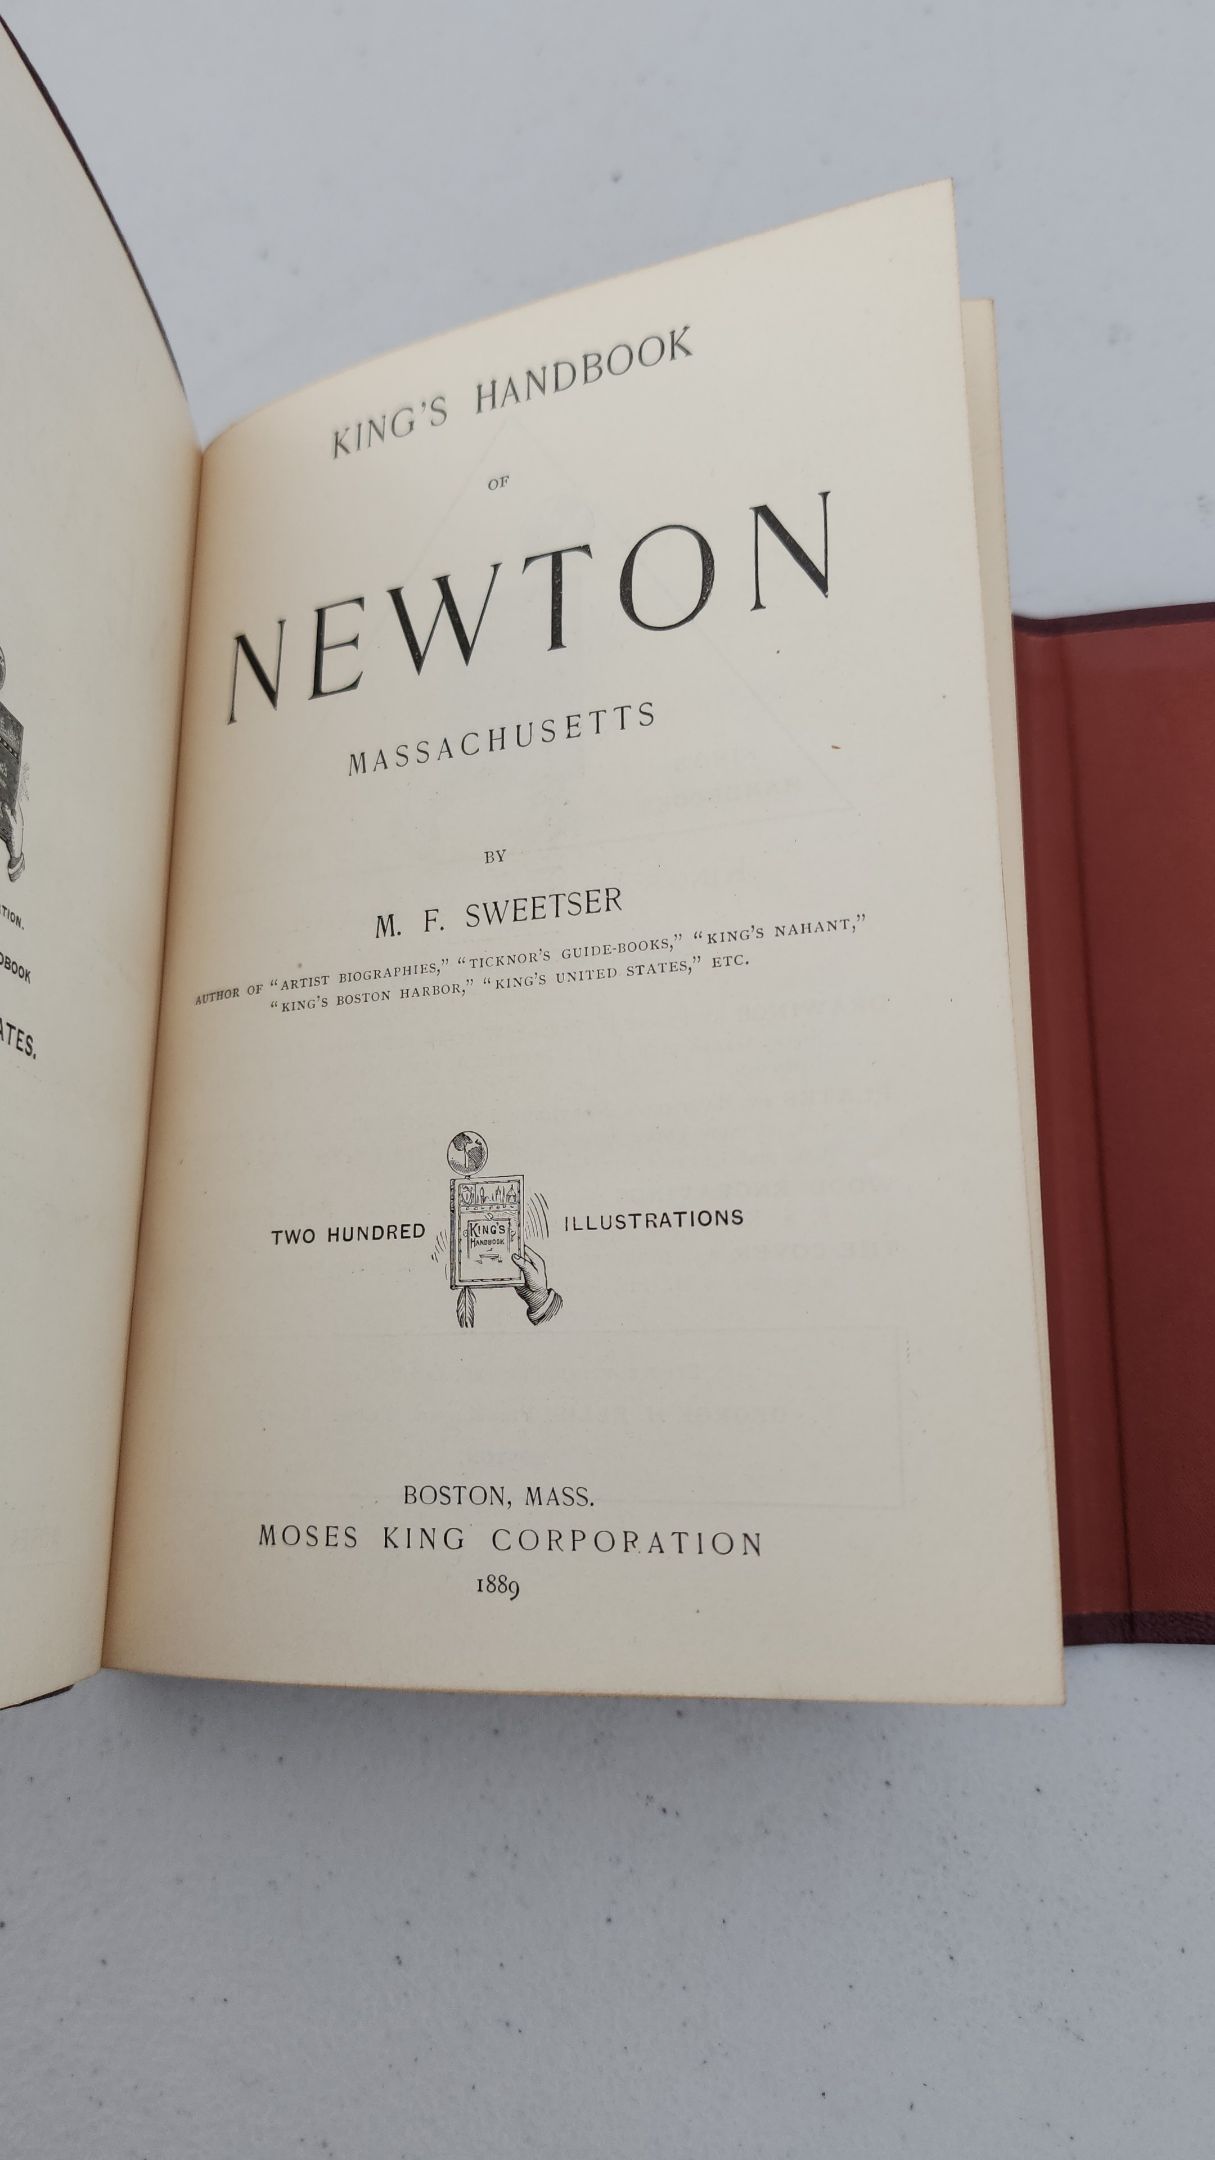 KING'S HANDBOOK
OF
NEWTON
MASSACHUSETTS
BY
M. F. SWEETSER
AUTHOR OF "ARTIST BIOGRAPHIES," "TICKNOR'S GUIDE-BOOKS," "KING'S NAHANT,"
"KING'S BOSTON HARBOR," "KING'S UNITED STATES," ETC.
TWO HUNDRED ILLUSTRATIONS
KING'S
HANDBOOK
BOSTON, MASS.
MOSES KING CORPORATION
1889